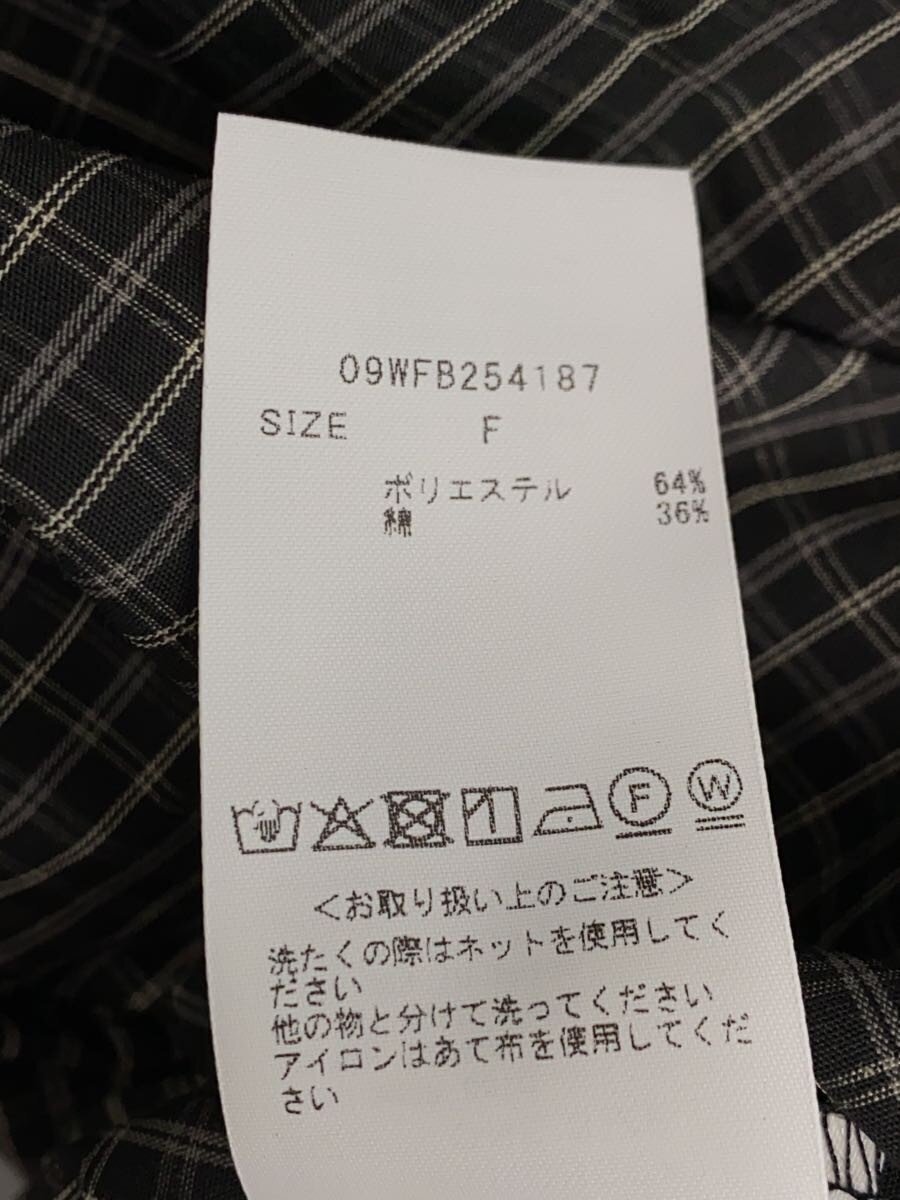 09WFB254187
SIZE F
ポリエステル 64%
綿 36%
F W
<お取り扱い上のご注意>
洗たくの際はネットを使用してく
ださい
他の物と分けて洗ってください
アイロンはあて布を使用してくだ
さい